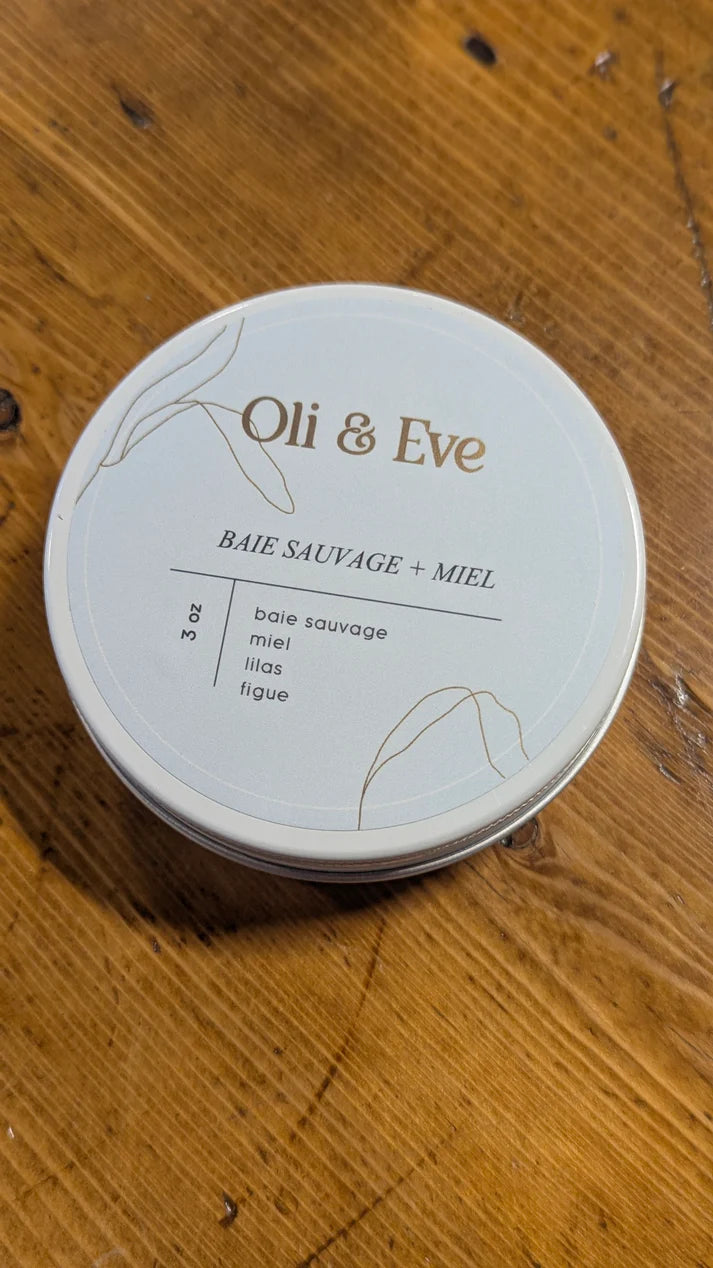 Oli & Eve
BAIE SAUVAGE + MIEL
3 oz
baie sauvage
miel
lilas
figue